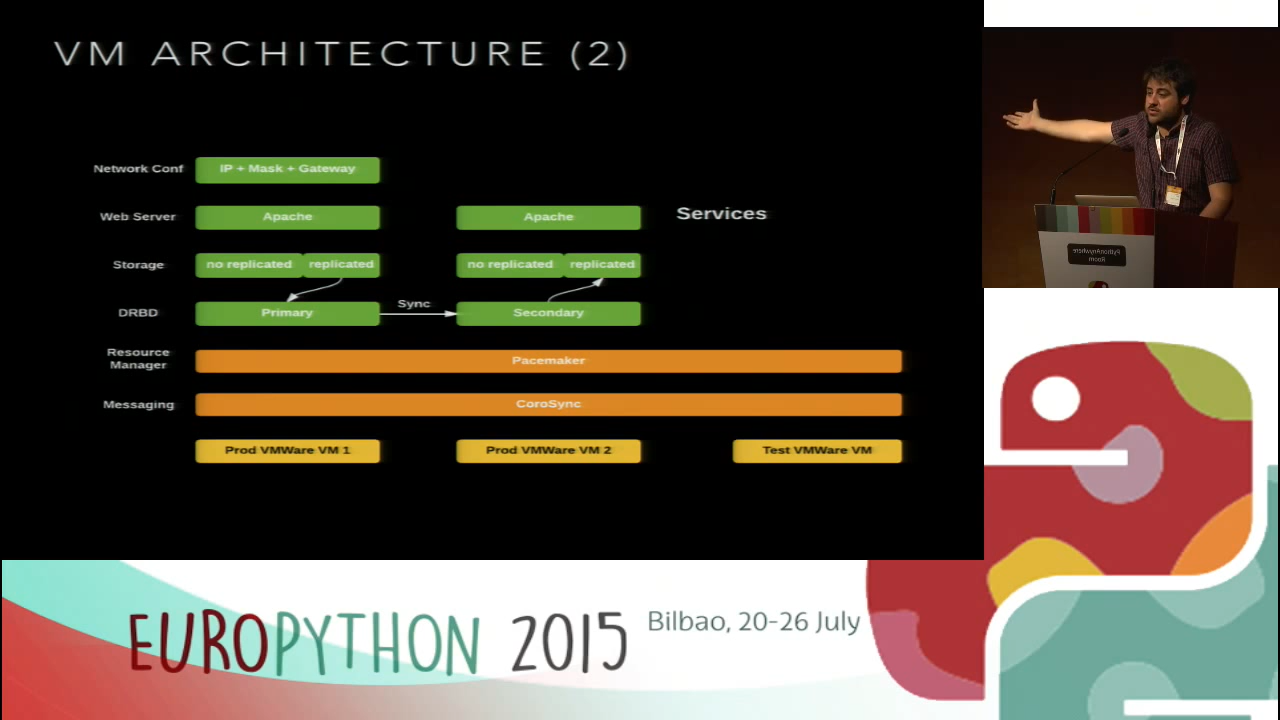 VM ARCHITECTURE (2)
Network Conf IP + Mask + Gateway
Web Server Apache Apache Services
Storage no replicated replicated no replicated replicated
DRBD Primary Sync Secondary
Resource
Manager Pacemaker
Messaging CoroSync
Prod VMWare VM 1 Prod VMWare VM 2 Test VMWare VM
PythonAnywhere
Room
EUROPYTHON 2015 Bilbao, 20-26 July